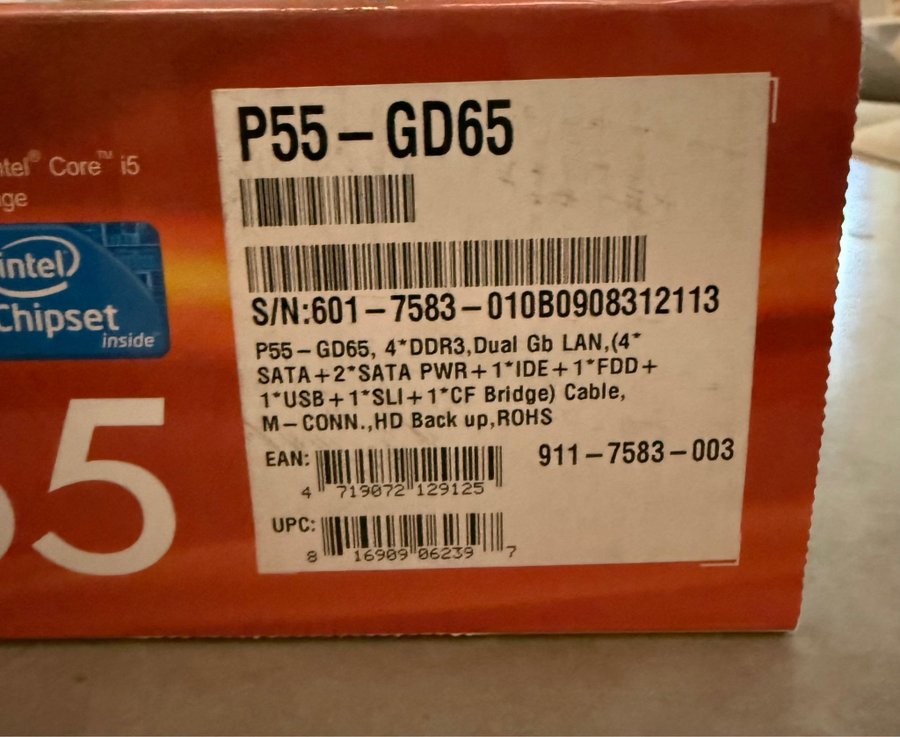 ntel® Core™ i5
ge
intel
Chipset
inside™
5
P55-GD65
S/N:601-7583-010B0908312113
P55-GD65, 4*DDR3,Dual Gb LAN,(4*
SATA+2*SATA PWR+1*IDE+1*FDD+
1*USB+1*SLI+1*CF Bridge) Cable,
M-CONN.,HD Back up,ROHS
911-7583-003
EAN:
4 719072 129125
UPC:
8 16909 06239 7